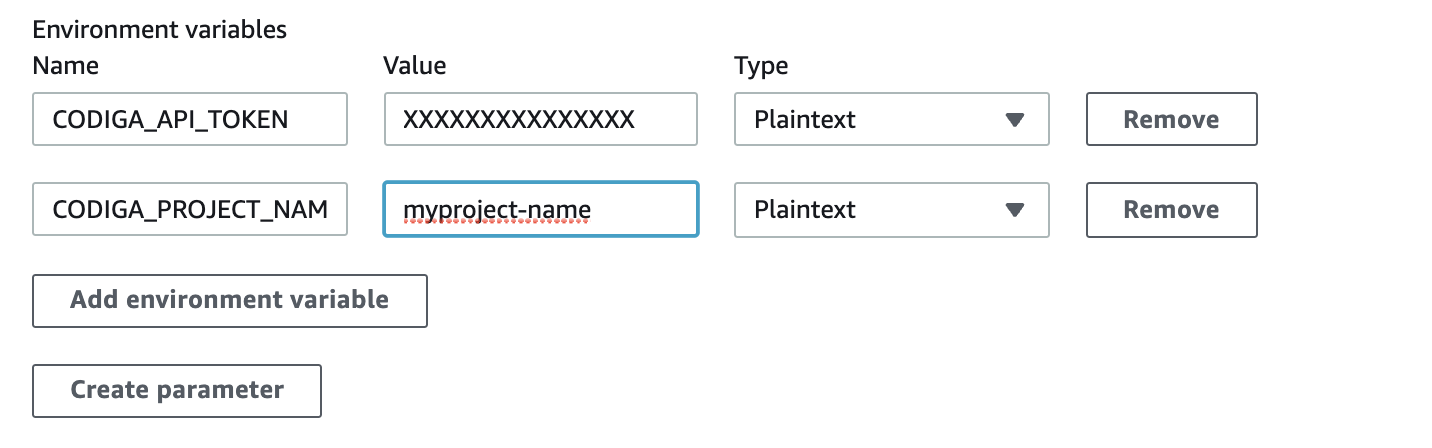 Environment variables
Name Value Type
CODIGA_API_TOKEN XXXXXXXXXXXXXXX Plaintext Remove
CODIGA_PROJECT_NAM myproject-name Plaintext Remove
Add environment variable
Create parameter